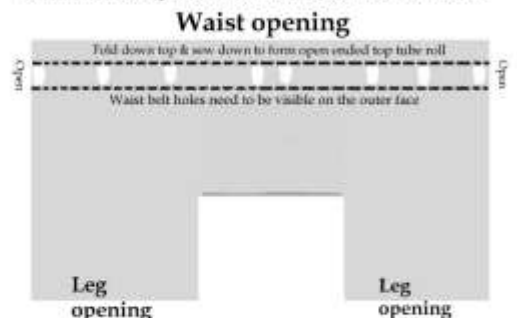 Waist opening
Fold down top & sew down to form open ended top tube roll
Open
Open
Waist belt holes need to be visible on the outer face
Leg
opening
Leg
opening